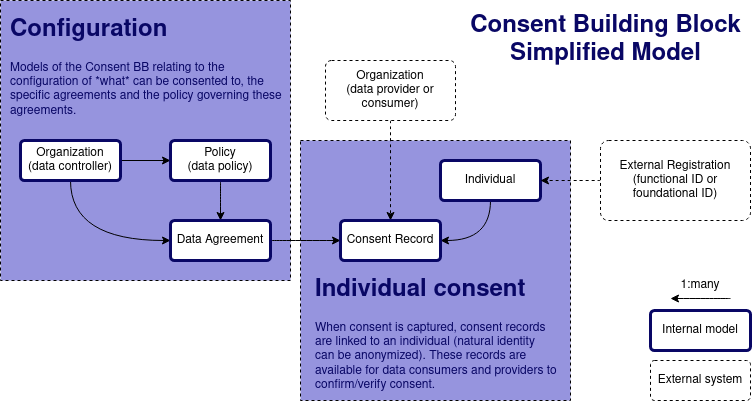 Consent Building Block
Simplified Model
Configuration
Models of the Consent BB relating to the
configuration of *what* can be consented to, the
specific agreements and the policy governing these
agreements.
Organization
(data controller)
Policy
(data policy)
Data Agreement
Organization
(data provider or
consumer)
Individual
External Registration
(functional ID or
foundational ID)
Consent Record
Individual consent
When consent is captured, consent records
are linked to an individual (natural identity
can be anonymized). These records are
available for data consumers and providers to
confirm/verify consent.
1:many
Internal model
External system